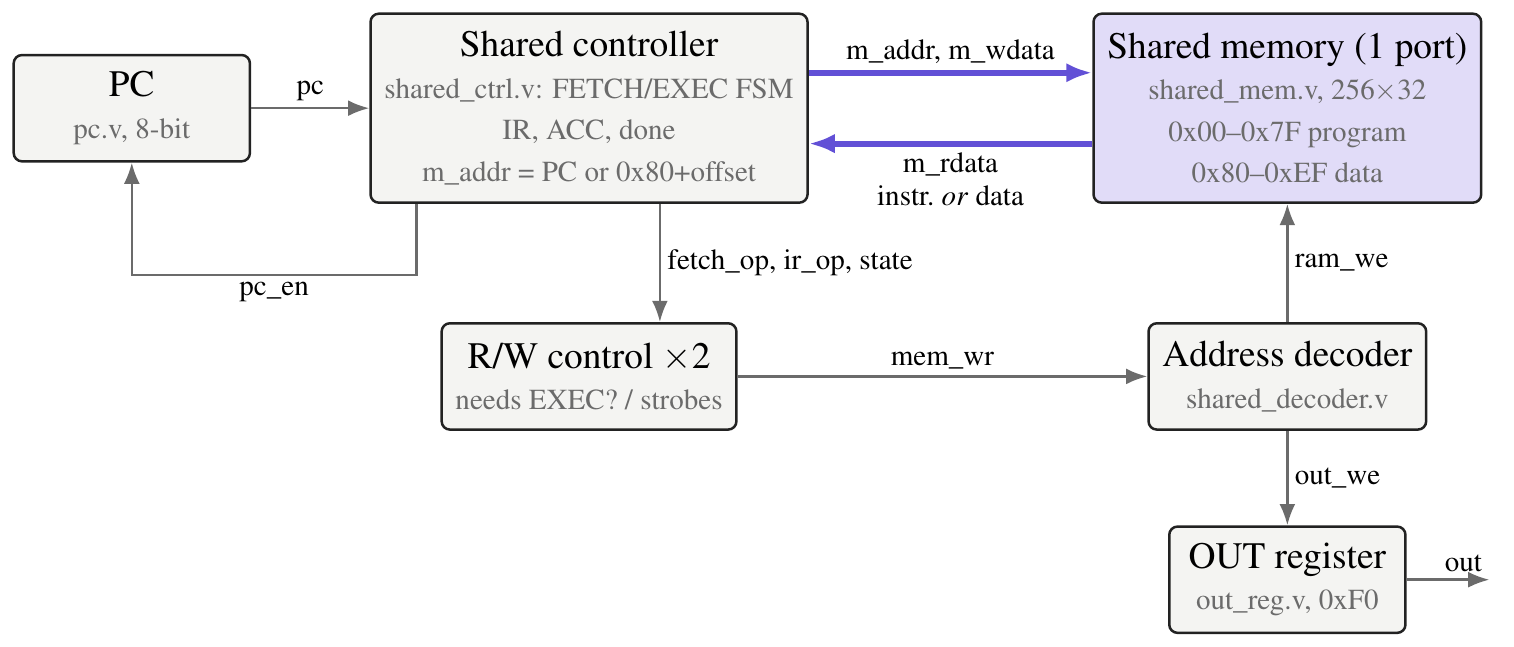 PC
pc.v, 8-bit
pc
Shared controller
shared_ctrl.v: FETCH/EXEC FSM
IR, ACC, done
m_addr = PC or 0x80+offset
m_addr, m_wdata
m_rdata
instr. or data
Shared memory (1 port)
shared_mem.v, 256×32
0x00–0x7F program
0x80–0xEF data
pc_en
fetch_op, ir_op, state
ram_we
R/W control ×2
needs EXEC? / strobes
mem_wr
Address decoder
shared_decoder.v
out_we
OUT register
out_reg.v, 0xF0
out